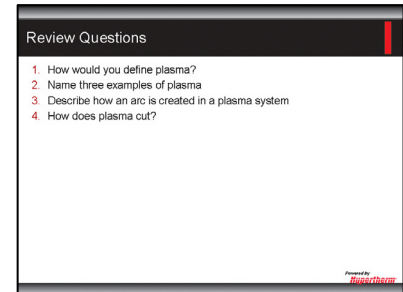 Review Questions
1. How would you define plasma?
2. Name three examples of plasma
3. Describe how an arc is created in a plasma system
4. How does plasma cut?
Powered by
Hypertherm